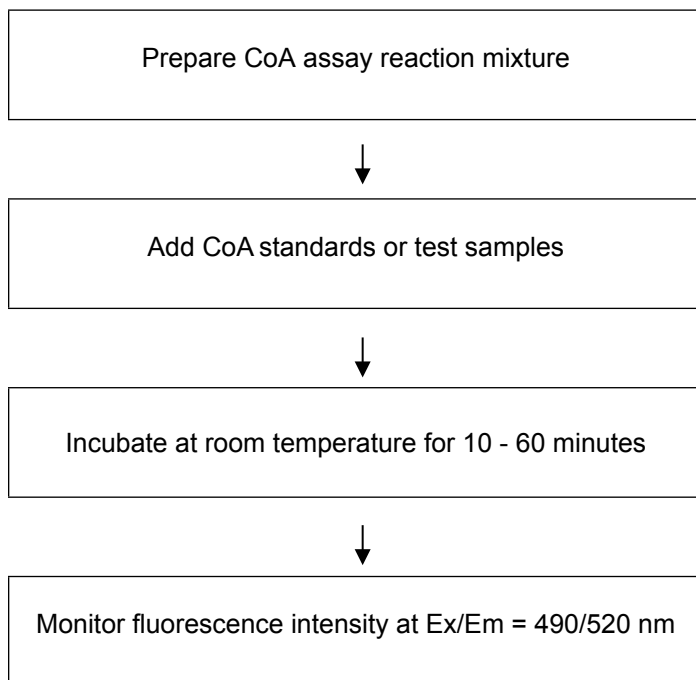 Prepare CoA assay reaction mixture
Add CoA standards or test samples
Incubate at room temperature for 10 - 60 minutes
Monitor fluorescence intensity at Ex/Em = 490/520 nm